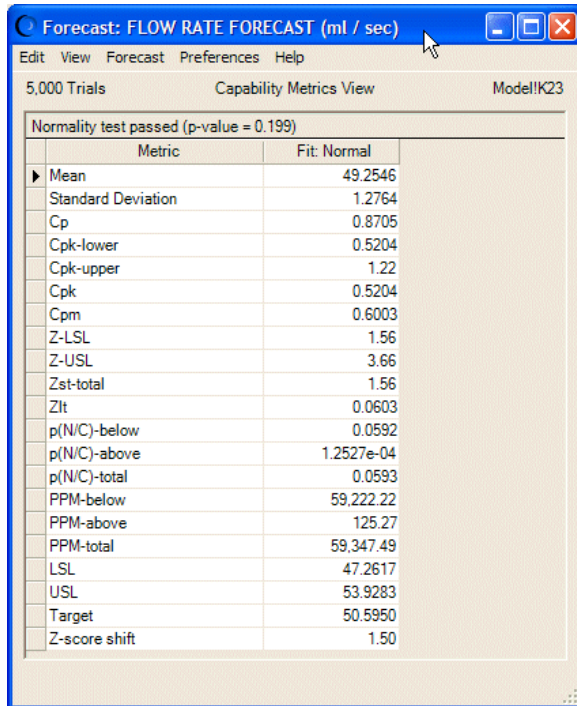 Forecast: FLOW RATE FORECAST (ml / sec)
Edit View Forecast Preferences Help
5,000 Trials Capability Metrics View Model!K23
Normality test passed (p-value = 0.199)
Metric Fit: Normal
Mean 49.2546
Standard Deviation 1.2764
Cp 0.8705
Cpk-lower 0.5204
Cpk-upper 1.22
Cpk 0.5204
Cpm 0.6003
Z-LSL 1.56
Z-USL 3.66
Zst-total 1.56
Zlt 0.0603
p(N/C)-below 0.0592
p(N/C)-above 1.2527e-04
p(N/C)-total 0.0593
PPM-below 59,222.22
PPM-above 125.27
PPM-total 59,347.49
LSL 47.2617
USL 53.9283
Target 50.5950
Z-score shift 1.50